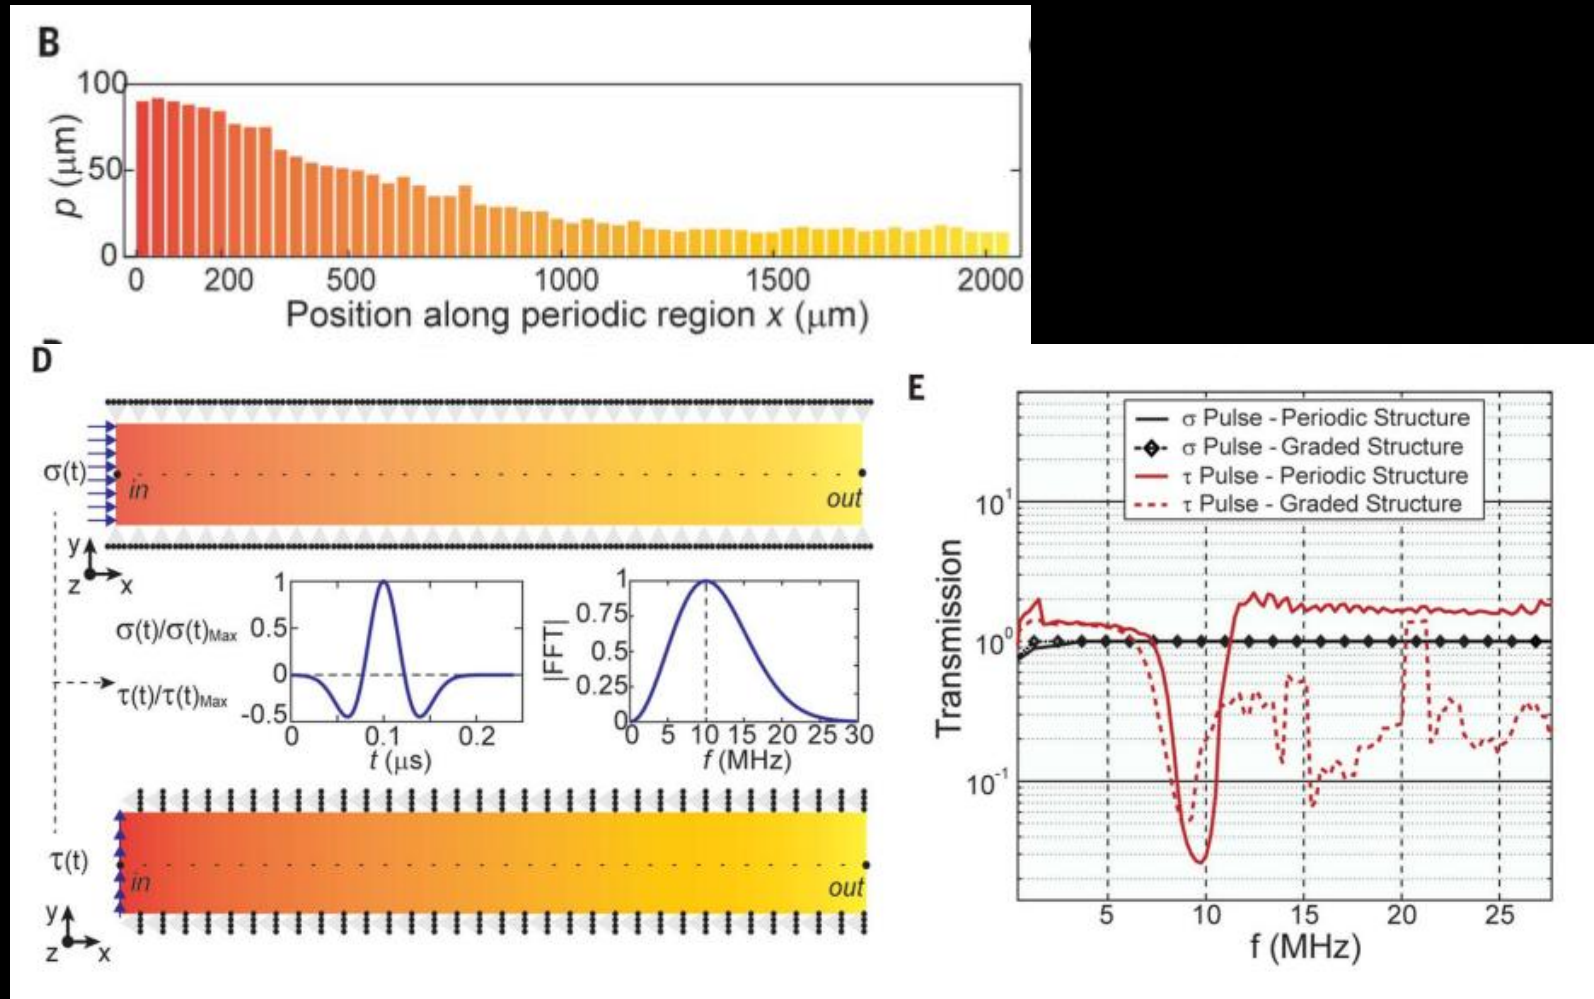 B
100
50
0
p (μm)
0 200 500 1000 1500 2000
Position along periodic region x (μm)
D
σ(t)
in
out
y
z x
σ(t)/σ(t)Max
τ(t)/τ(t)Max
1
0.5
0
-0.5
0 0.1 0.2
t (μs)
|FFT|
1
0.75
0.5
0.25
0
0 5 10 15 20 25 30
f (MHz)
τ(t)
in
out
y
z x
E
σ Pulse - Periodic Structure
σ Pulse - Graded Structure
τ Pulse - Periodic Structure
τ Pulse - Graded Structure
Transmission
10¹
10⁰
10⁻¹
5 10 15 20 25
f (MHz)